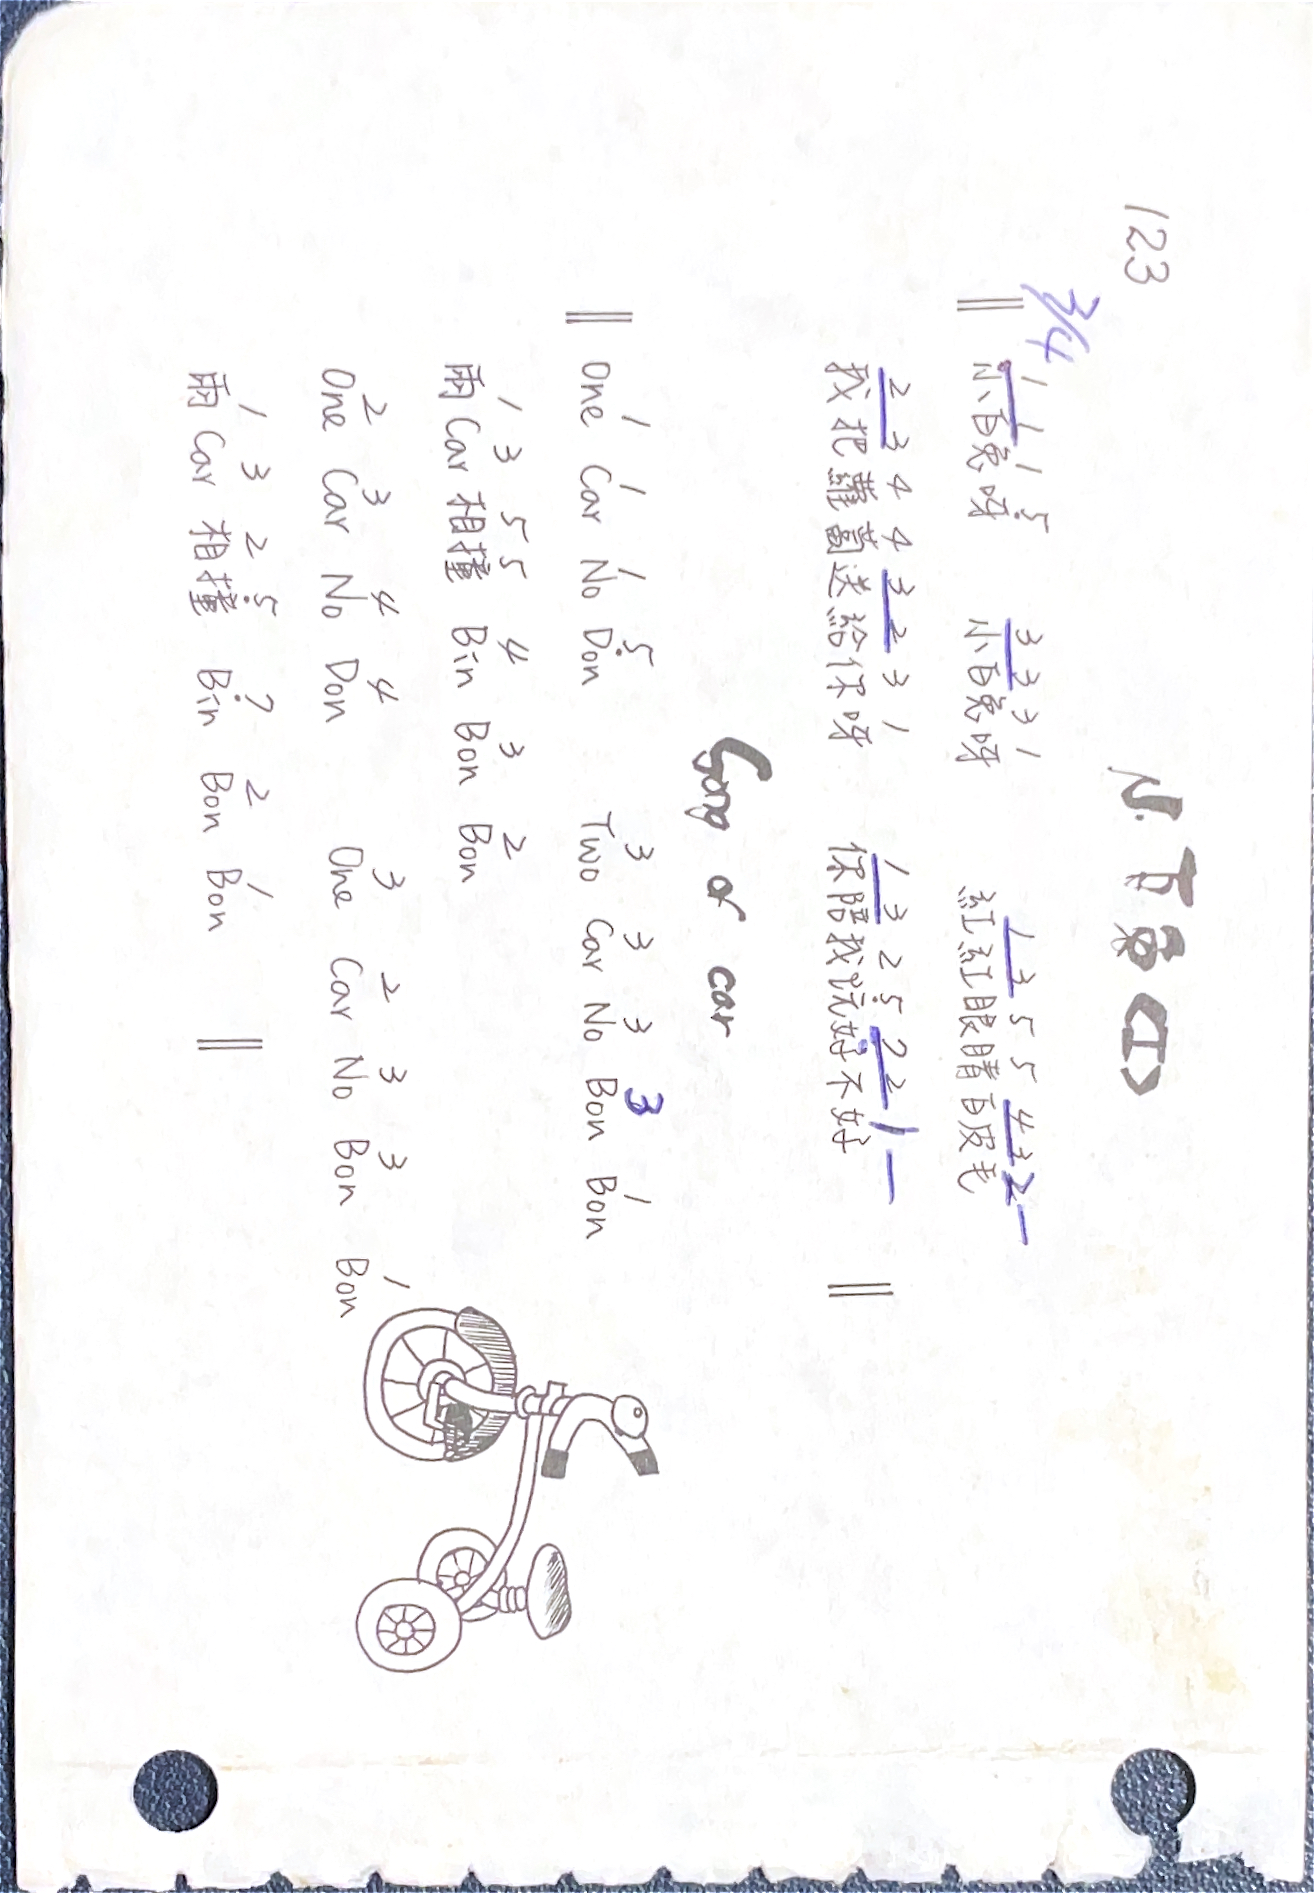 123
小白兔<I>
3/4
1 1 1 5 3 3 3 1 1 3 5 5 4 3 2 —
小白兔呀 小白兔呀 紅紅眼睛白皮毛
2 3 4 4 3 2 3 1 1 3 2 5 7 2 1 —
我把蘿蔔送給你呀 你陪我玩好不好
Song of car
1 1 1 5 3 3 3 3 1
One Car No Don Two Car No Bon Bon
1 3 5 5 4 3 2
兩 Car 相撞 Bin Bon Bon
2 3 4 4 3 2 3 3 1
One Car No Don One Car No Bon Bon
1 3 2 5 7 2 1
兩 Car 相撞 Bin Bon Bon